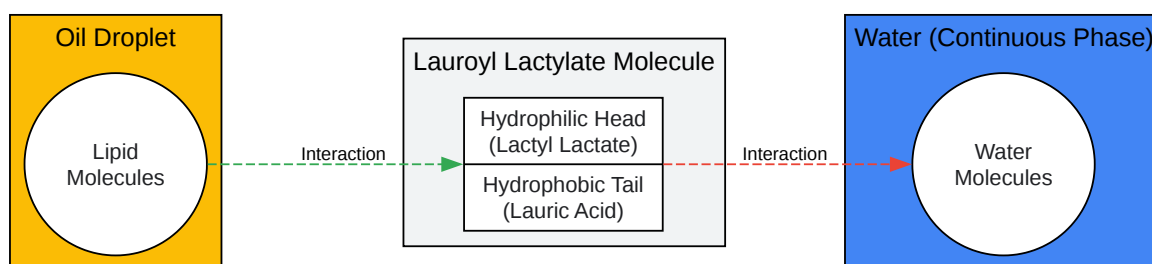 Oil Droplet
Lipid
Molecules
Interaction
Lauroyl Lactylate Molecule
Hydrophilic Head
(Lactyl Lactate)
Hydrophobic Tail
(Lauric Acid)
Interaction
Water (Continuous Phase)
Water
Molecules